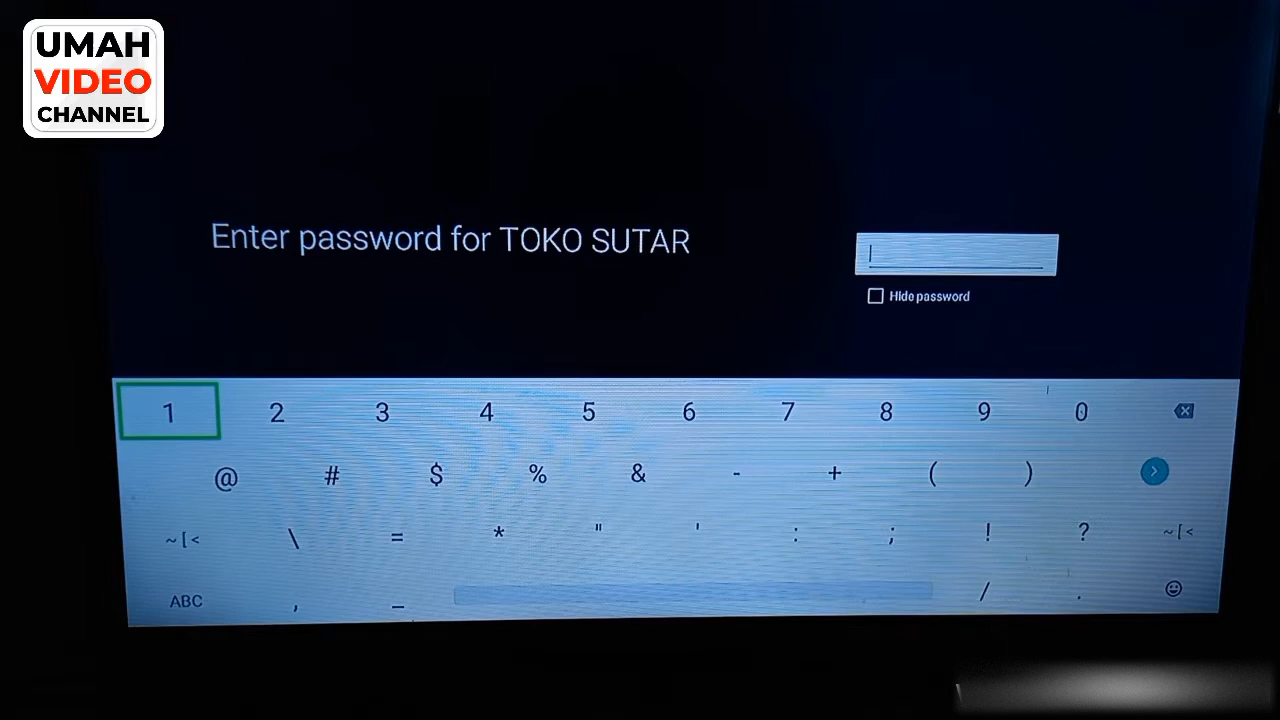 UMAH
VIDEO
CHANNEL
Enter password for TOKO SUTAR
Hide password
1 2 3 4 5 6 7 8 9 0
@ # $ % & - + ( )
~[< \ = * " ' : ; ! ? ~[<
ABC , _ / .